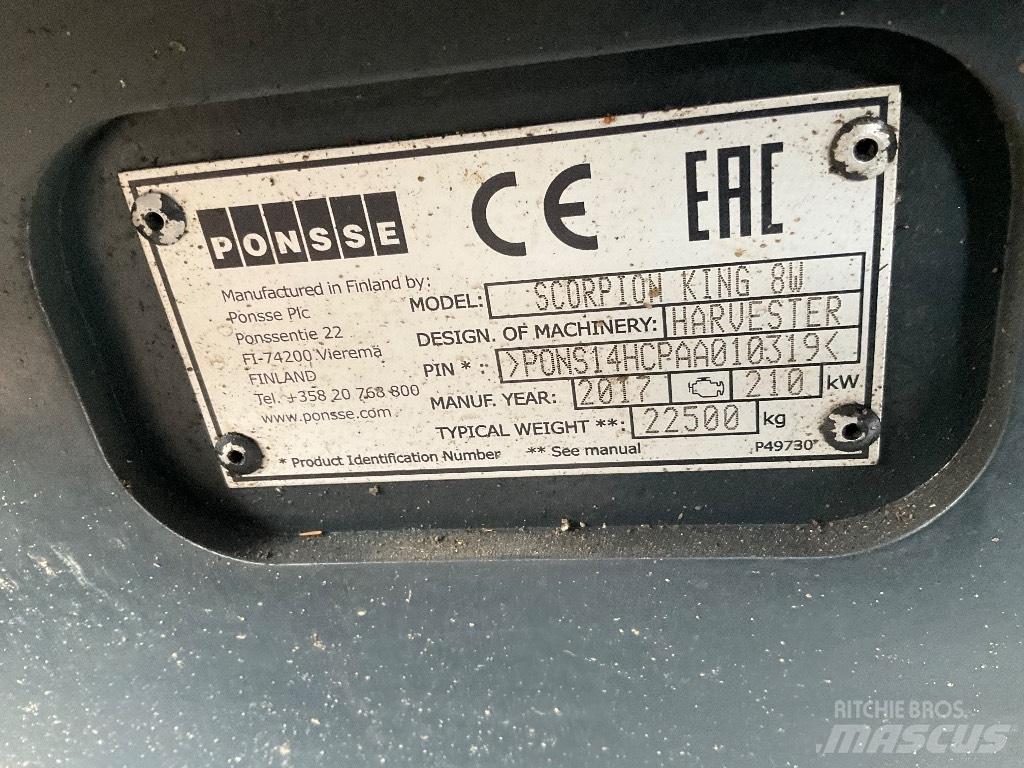 PONSSE CE EAC
Manufactured in Finland by:
Ponsse Plc
Ponssentie 22
FI-74200 Vieremä
FINLAND
Tel. +358 20 768 800
www.ponsse.com
MODEL: SCORPION KING 8W
DESIGN. OF MACHINERY: HARVESTER
PIN * : >PONS14HCPAA010319<
MANUF. YEAR: 2017 210 kW
TYPICAL WEIGHT **: 22500 kg
* Product Identification Number ** See manual P49730
RITCHIE BROS.
MASCUS